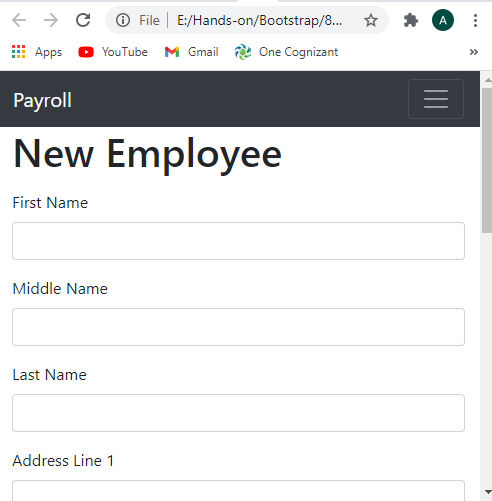 File E:/Hands-on/Bootstrap/8... A
Apps YouTube Gmail One Cognizant »
Payroll
New Employee
First Name
Middle Name
Last Name
Address Line 1